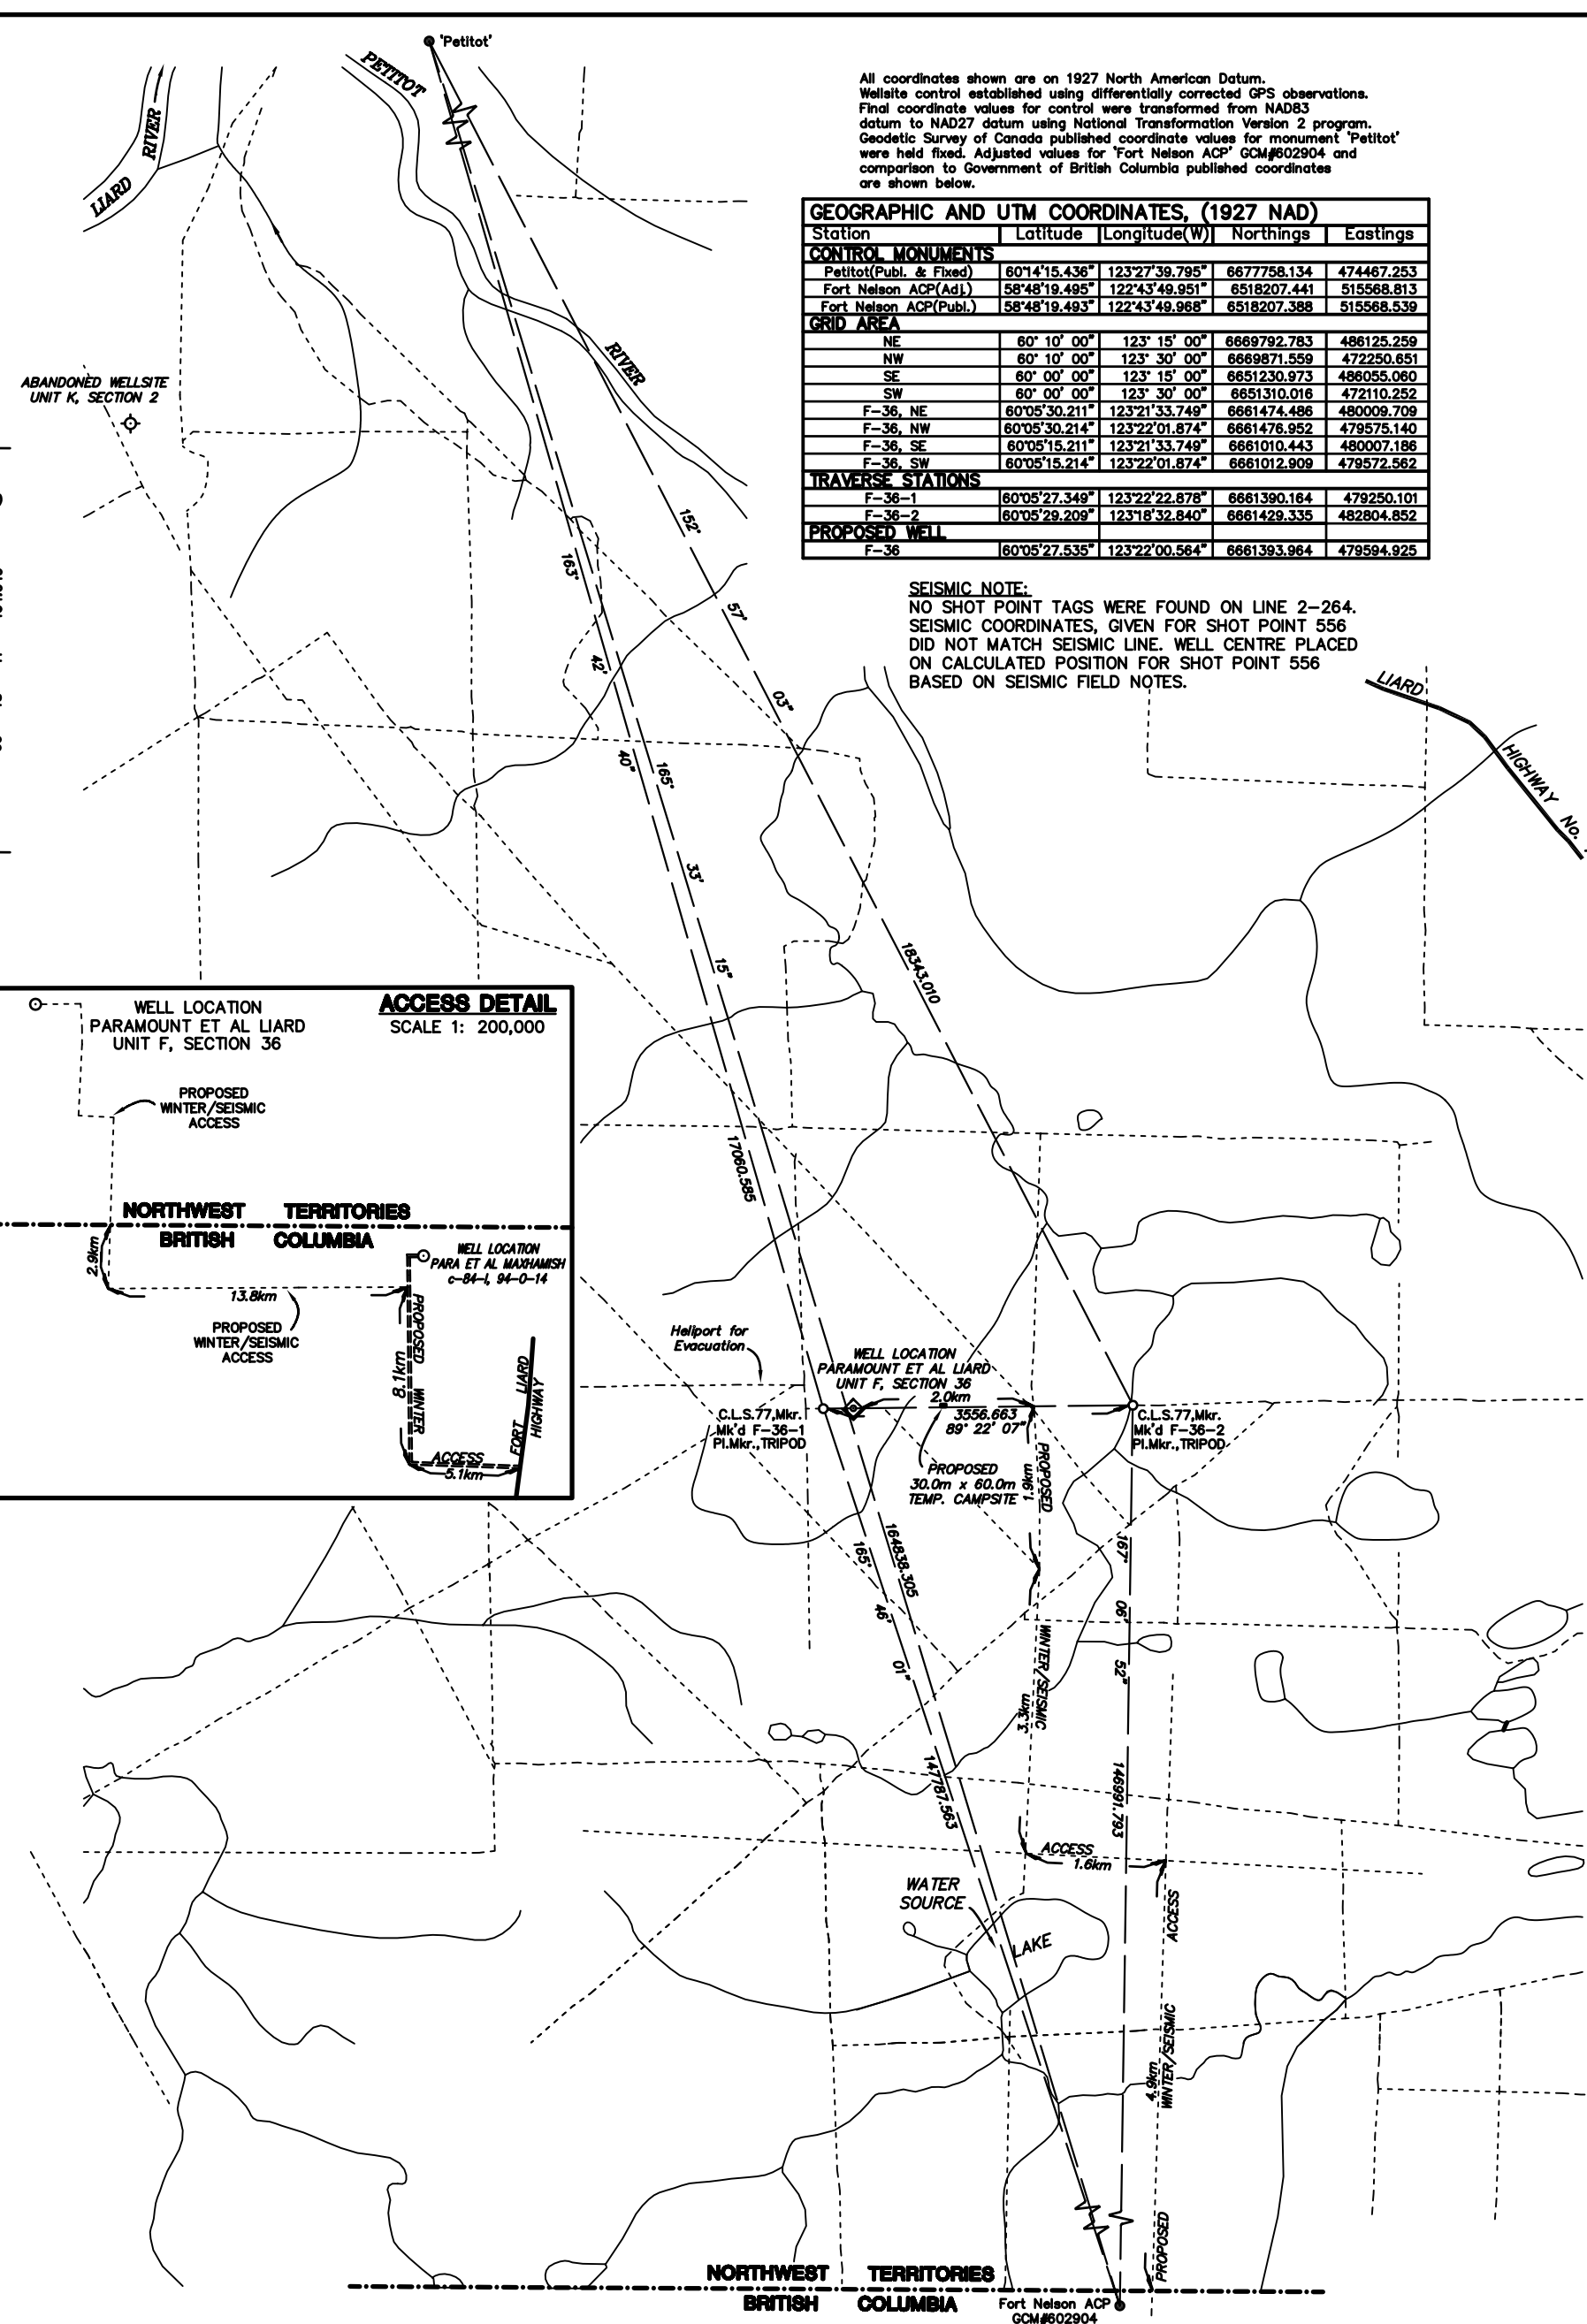 'Petitot'
PETITOT
RIVER
LIARD
RIVER
All coordinates shown are on 1927 North American Datum.
Wellsite control established using differentially corrected GPS observations.
Final coordinate values for control were transformed from NAD83
datum to NAD27 datum using National Transformation Version 2 program.
Geodetic Survey of Canada published coordinate values for monument 'Petitot'
were held fixed. Adjusted values for 'Fort Nelson ACP' GCM#602904 and
comparison to Government of British Columbia published coordinates
are shown below.
GEOGRAPHIC AND UTM COORDINATES, (1927 NAD)
Station Latitude Longitude(W) Northings Eastings
CONTROL MONUMENTS
Petitot(Publ. & Fixed) 60°14'15.436" 123°27'39.795" 6677758.134 474467.253
Fort Nelson ACP(Adj.) 58°48'19.495" 122°43'49.951" 6518207.441 515568.813
Fort Nelson ACP(Publ.) 58°48'19.493" 122°43'49.968" 6518207.388 515568.539
GRID AREA
NE 60° 10' 00" 123° 15' 00" 6669792.783 486125.259
NW 60° 10' 00" 123° 30' 00" 6669871.559 472250.651
SE 60° 00' 00" 123° 15' 00" 6651230.973 486055.060
SW 60° 00' 00" 123° 30' 00" 6651310.016 472110.252
F-36, NE 60°05'30.211" 123°21'33.749" 6661474.486 480009.709
F-36, NW 60°05'30.214" 123°22'01.874" 6661476.952 479575.140
F-36, SE 60°05'15.211" 123°21'33.749" 6661010.443 480007.186
F-36, SW 60°05'15.214" 123°22'01.874" 6661012.909 479572.562
TRAVERSE STATIONS
F-36-1 60°05'27.349" 123°22'22.878" 6661390.164 479250.101
F-36-2 60°05'29.209" 123°18'32.840" 6661429.335 482804.852
PROPOSED WELL
F-36 60°05'27.535" 123°22'00.564" 6661393.964 479594.925
SEISMIC NOTE:
NO SHOT POINT TAGS WERE FOUND ON LINE 2-264.
SEISMIC COORDINATES, GIVEN FOR SHOT POINT 556
DID NOT MATCH SEISMIC LINE. WELL CENTRE PLACED
ON CALCULATED POSITION FOR SHOT POINT 556
BASED ON SEISMIC FIELD NOTES.
RIVER
ABANDONED WELLSITE
UNIT K, SECTION 2
LIARD
HIGHWAY No.
152° 57' 03"
18343.010
163° 42' 40"
17060.585
165° 33' 15"
164838.305
WELL LOCATION
PARAMOUNT ET AL LIARD
UNIT F, SECTION 36
ACCESS DETAIL
SCALE 1: 200,000
PROPOSED
WINTER/SEISMIC
ACCESS
NORTHWEST TERRITORIES
BRITISH COLUMBIA
2.9km
13.8km
PROPOSED
WINTER/SEISMIC
ACCESS
WELL LOCATION
PARA ET AL MAXHAMISH
c-84-I, 94-O-14
PROPOSED WINTER
8.1km
ACCESS
5.1km
FORT LIARD
HIGHWAY
Heliport for
Evacuation
WELL LOCATION
PARAMOUNT ET AL LIARD
UNIT F, SECTION 36
2.0km
3556.663
89° 22' 07"
C.L.S.77,Mkr.
Mk'd F-36-1
Pl.Mkr.,TRIPOD
C.L.S.77,Mkr.
Mk'd F-36-2
Pl.Mkr.,TRIPOD
PROPOSED
30.0m x 60.0m
TEMP. CAMPSITE
1.9km
PROPOSED
WINTER/SEISMIC
3.3km
165° 46' 01"
147787.563
167° 06' 52"
146991.793
ACCESS
1.6km
WATER
SOURCE
LAKE
ACCESS
WINTER/SEISMIC
4.9km
PROPOSED
NORTHWEST TERRITORIES
BRITISH COLUMBIA
Fort Nelson ACP
GCM#602904